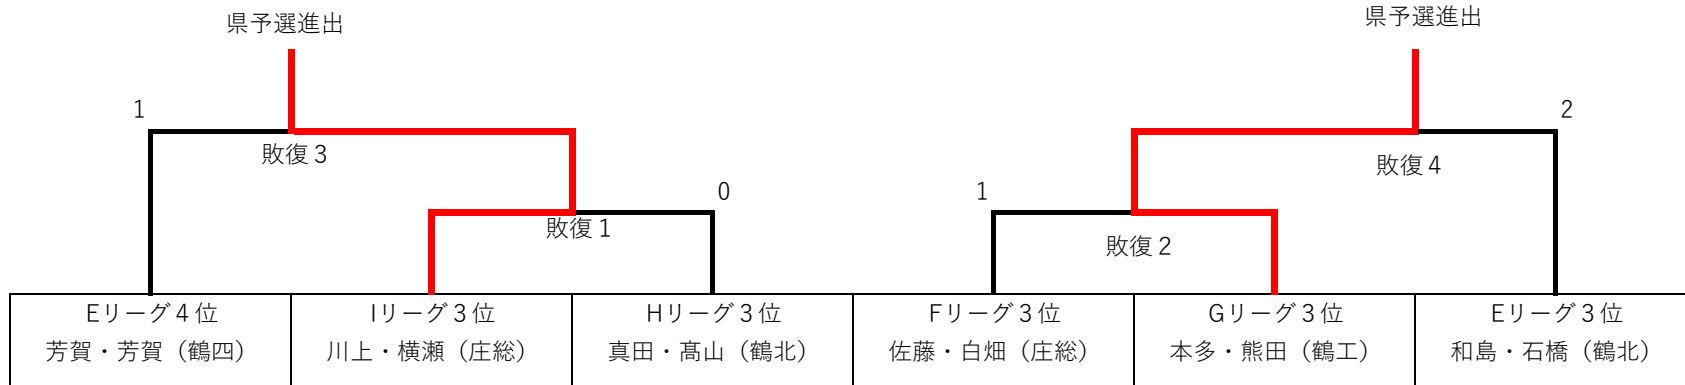 県予選進出
県予選進出
1
2
敗復３
敗復４
0
1
敗復１
敗復２
Eリーグ４位
Iリーグ３位
Hリーグ３位
Fリーグ３位
Gリーグ３位
Eリーグ３位
芳賀・芳賀（鶴四）
川上・横瀬（庄総）
真田・髙山（鶴北）
佐藤・白畑（庄総）
本多・熊田（鶴工）
和島・石橋（鶴北）